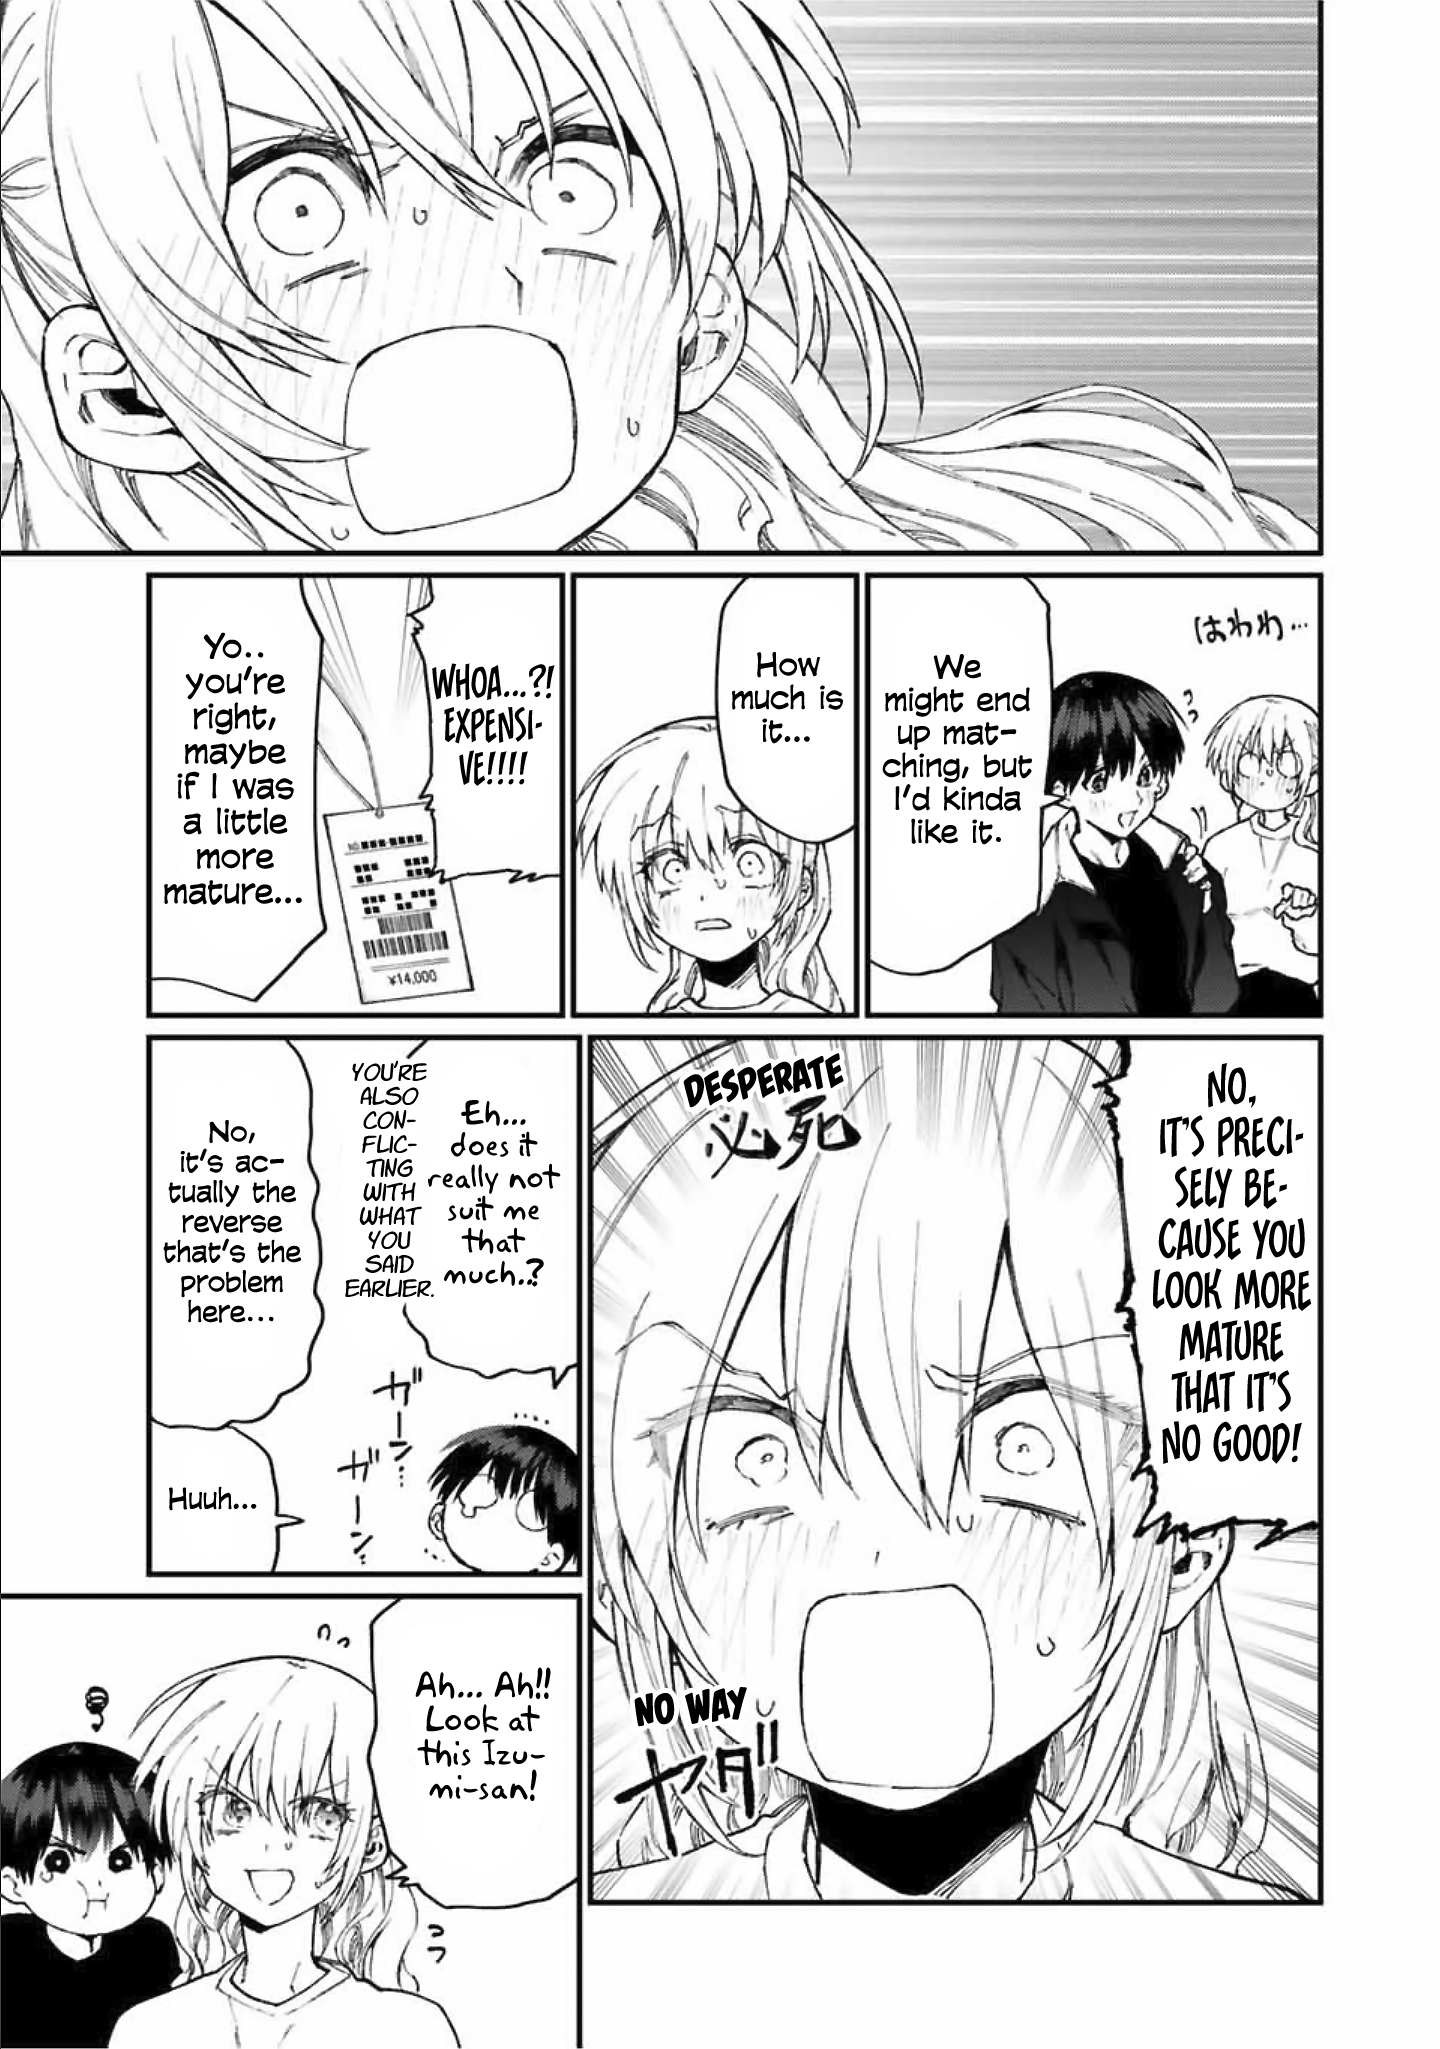 はわわ…
We
might end
up mat-
ching, but
I'd kinda
like it.
How
much is
it...
WHOA...?!
EXPENSI-
VE!!!!
¥14,000
Yo..
you're
right,
maybe
if I was
a little
more
mature...
NO,
IT'S PRECI-
SELY BE-
CAUSE YOU
LOOK MORE
MATURE
THAT IT'S
NO GOOD!
DESPERATE
必死
NO WAY
ヤダ!!
Eh...
does it
really not
suit me
that
much..?
YOU'RE
ALSO
CON-
FLIC-
TING
WITH
WHAT
YOU
SAID
EARLIER.
ガーン…
ガーン…
No,
it's ac-
tually the
reverse
that's the
problem
here...
Huuh...
Ah... Ah!!
Look at
this Izu-
mi-san!